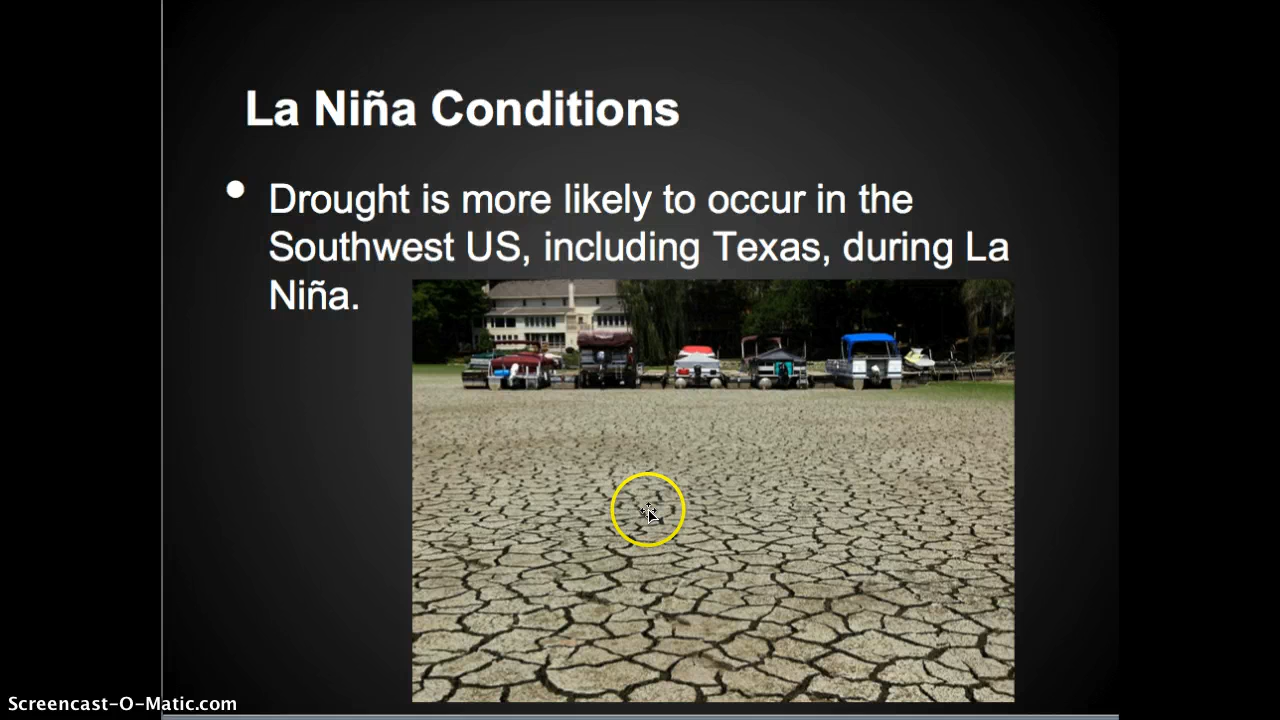 La Niña Conditions
• Drought is more likely to occur in the
Southwest US, including Texas, during La
Niña.
Screencast-O-Matic.com